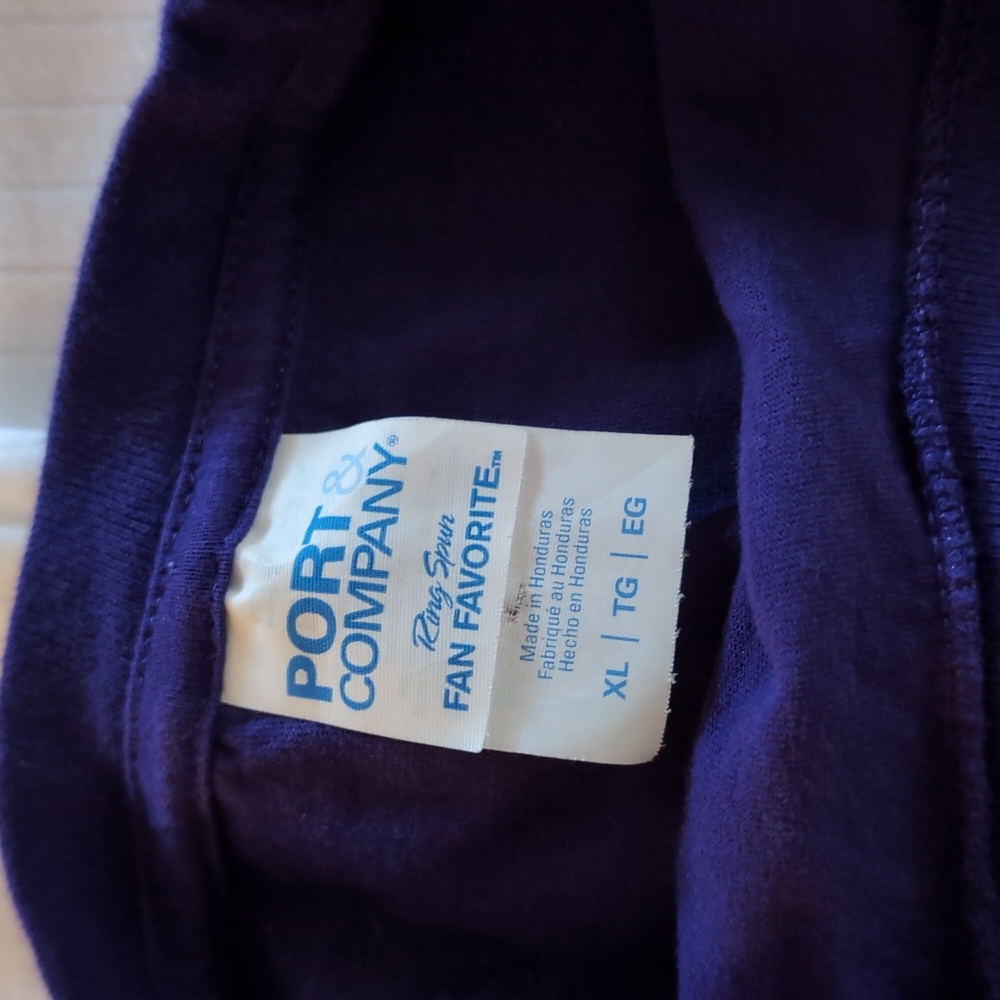 PORT &
COMPANY®
Ring Spun
FAN FAVORITE™
Made in Honduras
Fabriqué au Honduras
Hecho en Honduras
XL | TG | EG